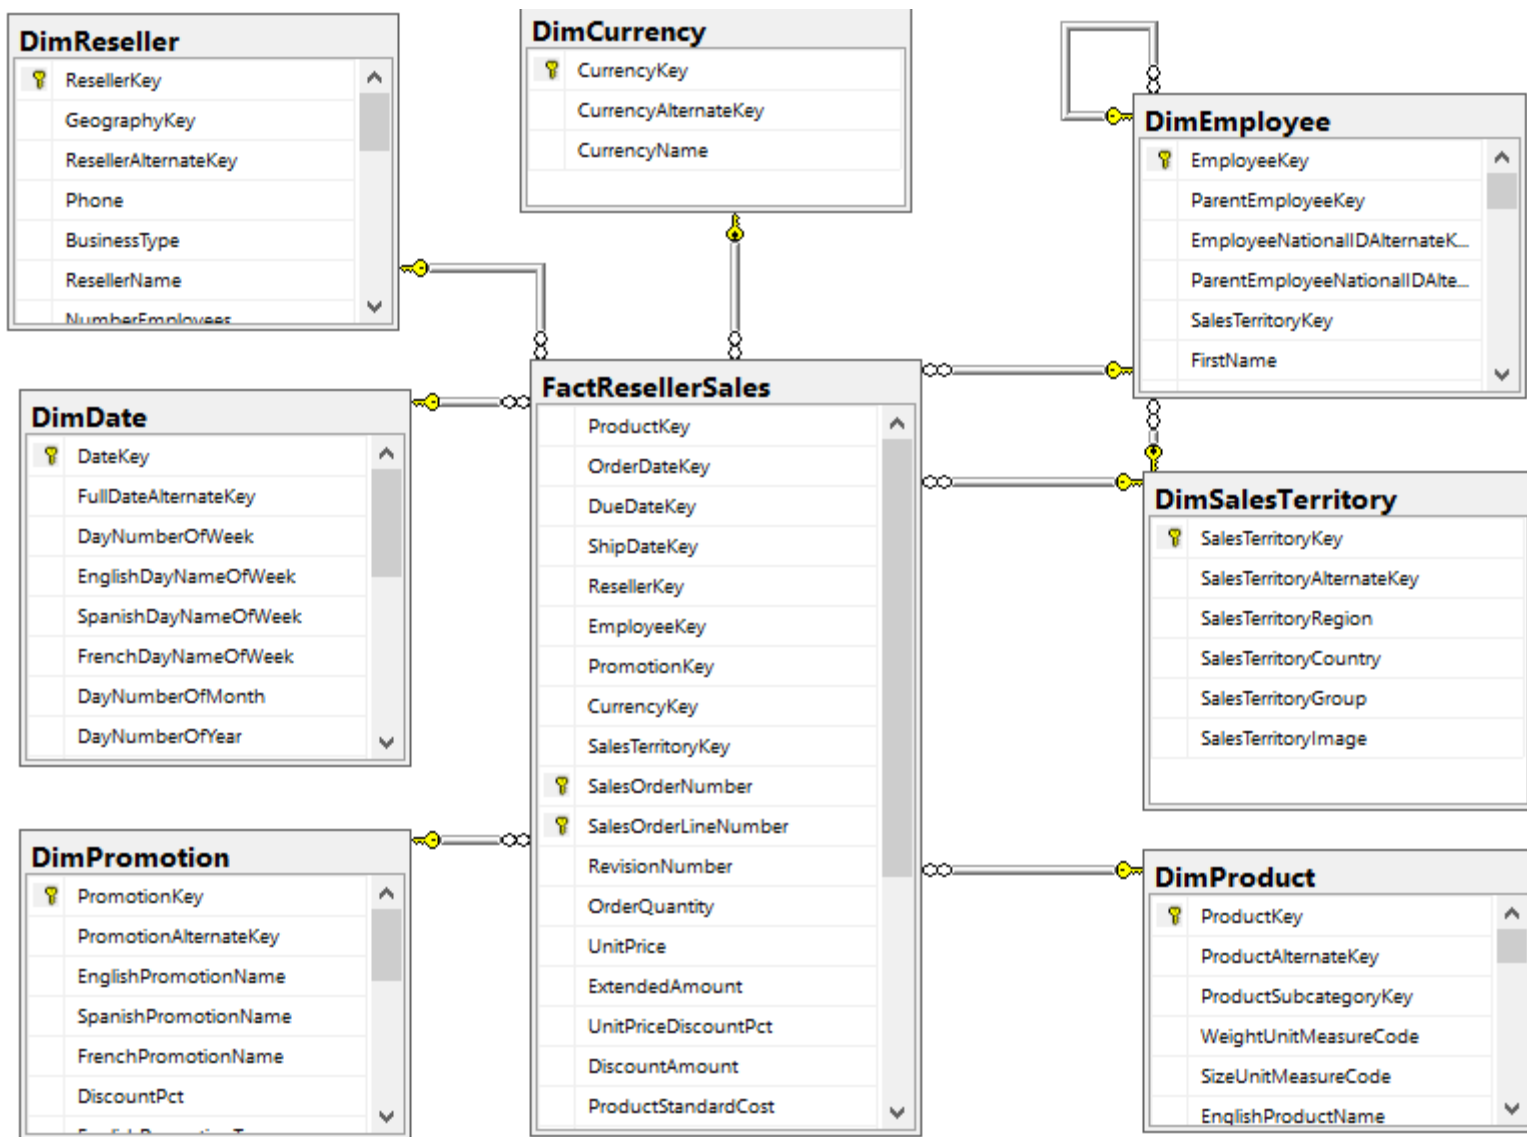 DimReseller
ResellerKey
GeographyKey
ResellerAlternateKey
Phone
BusinessType
ResellerName
NumberEmployees
DimCurrency
CurrencyKey
CurrencyAlternateKey
CurrencyName
DimEmployee
EmployeeKey
ParentEmployeeKey
EmployeeNationalIDAlternateK...
ParentEmployeeNationalIDAlte...
SalesTerritoryKey
FirstName
DimDate
DateKey
FullDateAlternateKey
DayNumberOfWeek
EnglishDayNameOfWeek
SpanishDayNameOfWeek
FrenchDayNameOfWeek
DayNumberOfMonth
DayNumberOfYear
FactResellerSales
ProductKey
OrderDateKey
DueDateKey
ShipDateKey
ResellerKey
EmployeeKey
PromotionKey
CurrencyKey
SalesTerritoryKey
SalesOrderNumber
SalesOrderLineNumber
RevisionNumber
OrderQuantity
UnitPrice
ExtendedAmount
UnitPriceDiscountPct
DiscountAmount
ProductStandardCost
DimSalesTerritory
SalesTerritoryKey
SalesTerritoryAlternateKey
SalesTerritoryRegion
SalesTerritoryCountry
SalesTerritoryGroup
SalesTerritoryImage
DimPromotion
PromotionKey
PromotionAlternateKey
EnglishPromotionName
SpanishPromotionName
FrenchPromotionName
DiscountPct
DimProduct
ProductKey
ProductAlternateKey
ProductSubcategoryKey
WeightUnitMeasureCode
SizeUnitMeasureCode
EnglishProductName